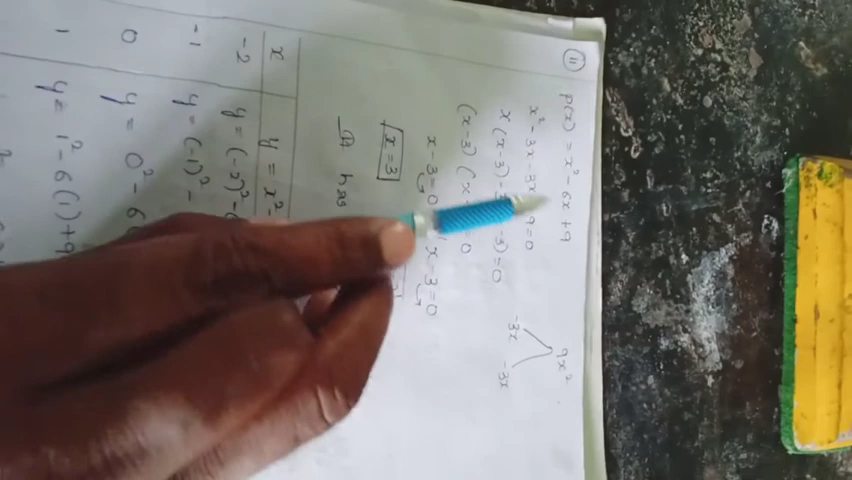 11
p(x) = x² - 6x + 9
9x²
-3x -3x
x² - 3x - 3x 9 = 0
x (x-3) - 3) = 0
(x-3) (x 0
x-3=0 x-3=0
x = 3
It has
x y = x²-
-2 y = (-2)² -
-1 y = (-1)² -
0 y = 0² - 6
1 y = 1² - 6(1) + 9